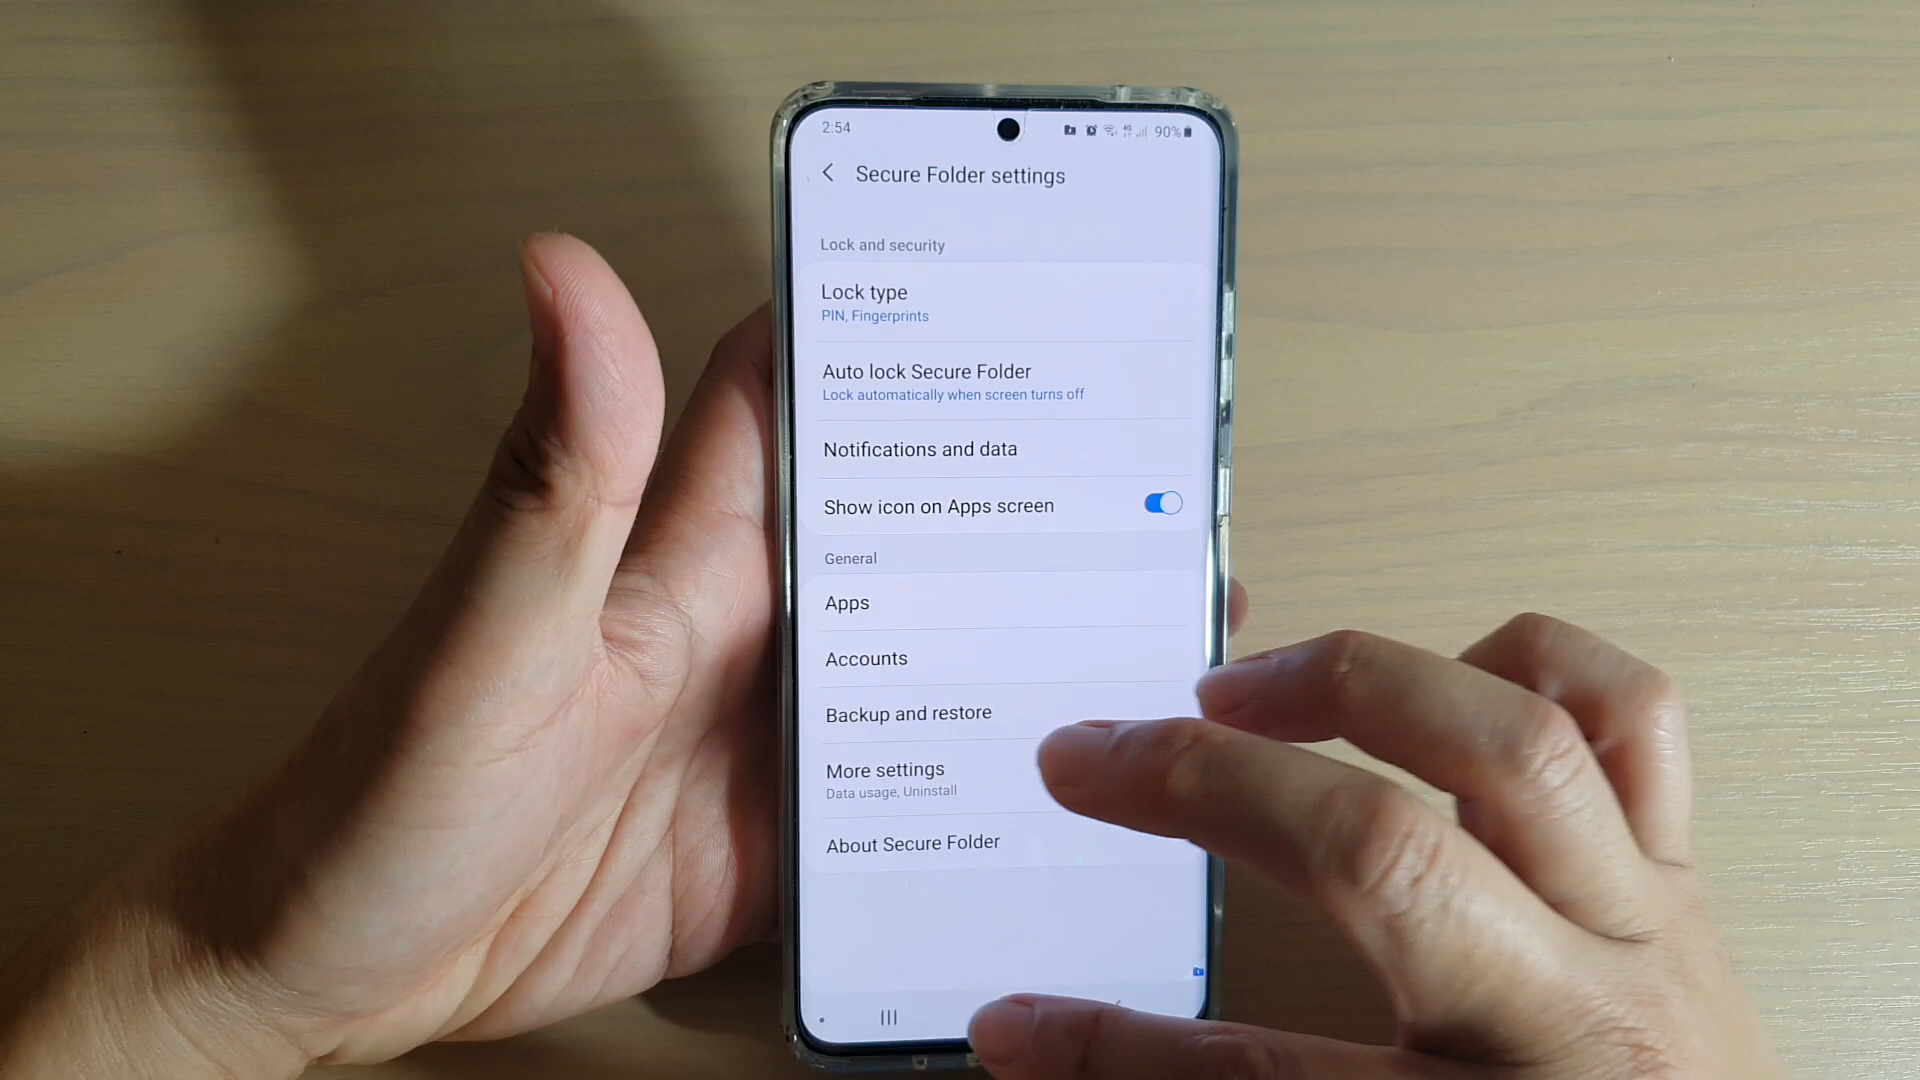 2:54
4G
90%
Secure Folder settings
Lock and security
Lock type
PIN, Fingerprints
Auto lock Secure Folder
Lock automatically when screen turns off
Notifications and data
Show icon on Apps screen
General
Apps
Accounts
Backup and restore
More settings
Data usage, Uninstall
About Secure Folder